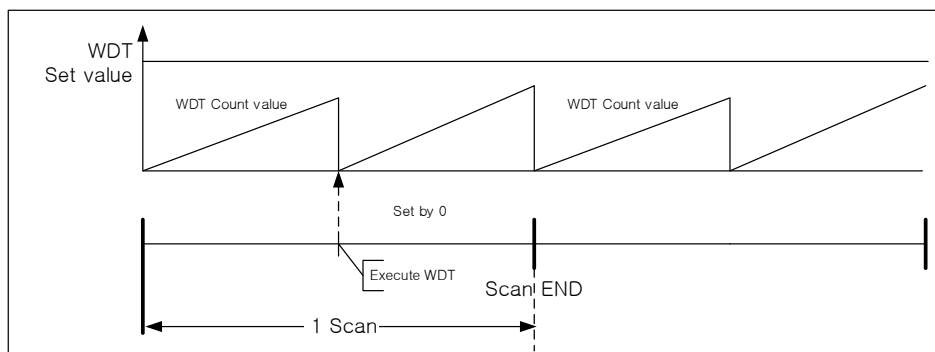 WDT
Set value
WDT Count value
WDT Count value
Set by 0
Execute WDT
Scan END
1 Scan